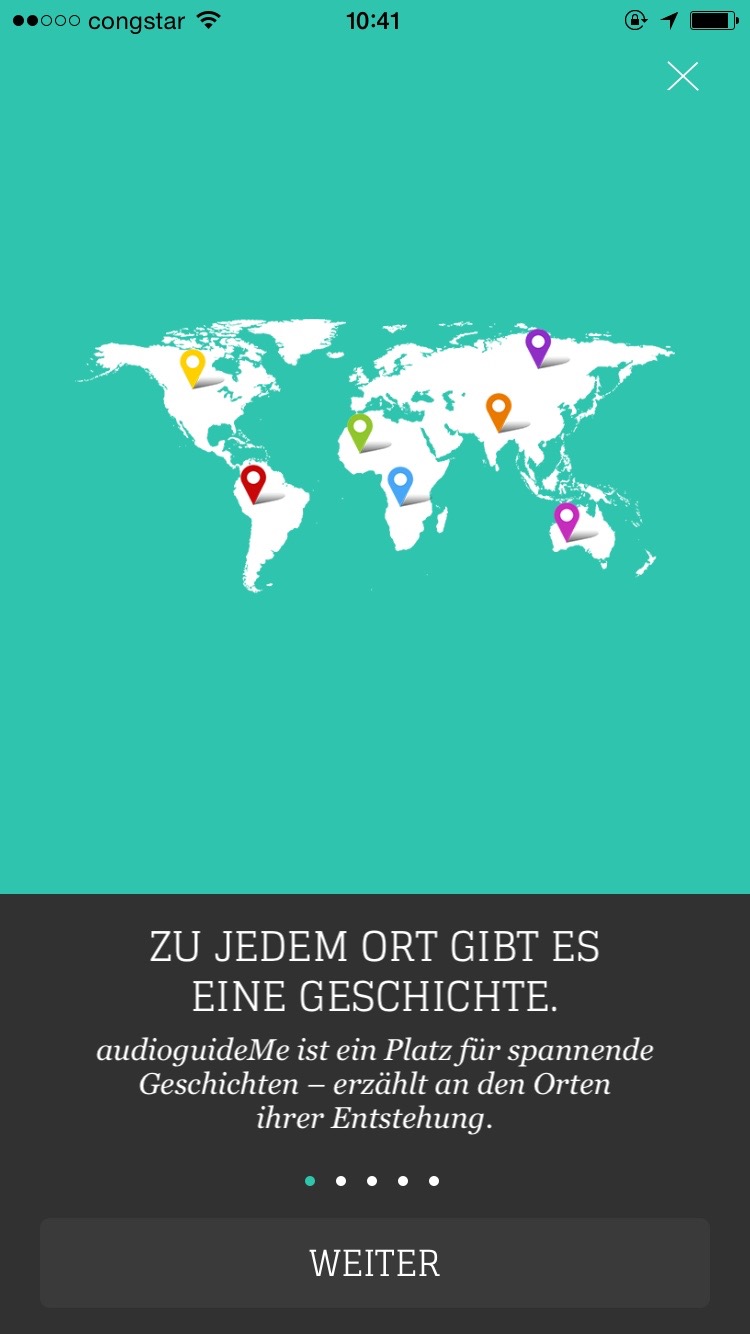 congstar 10:41
ZU JEDEM ORT GIBT ES
EINE GESCHICHTE.
audioguideMe ist ein Platz für spannende
Geschichten – erzählt an den Orten
ihrer Entstehung.
WEITER